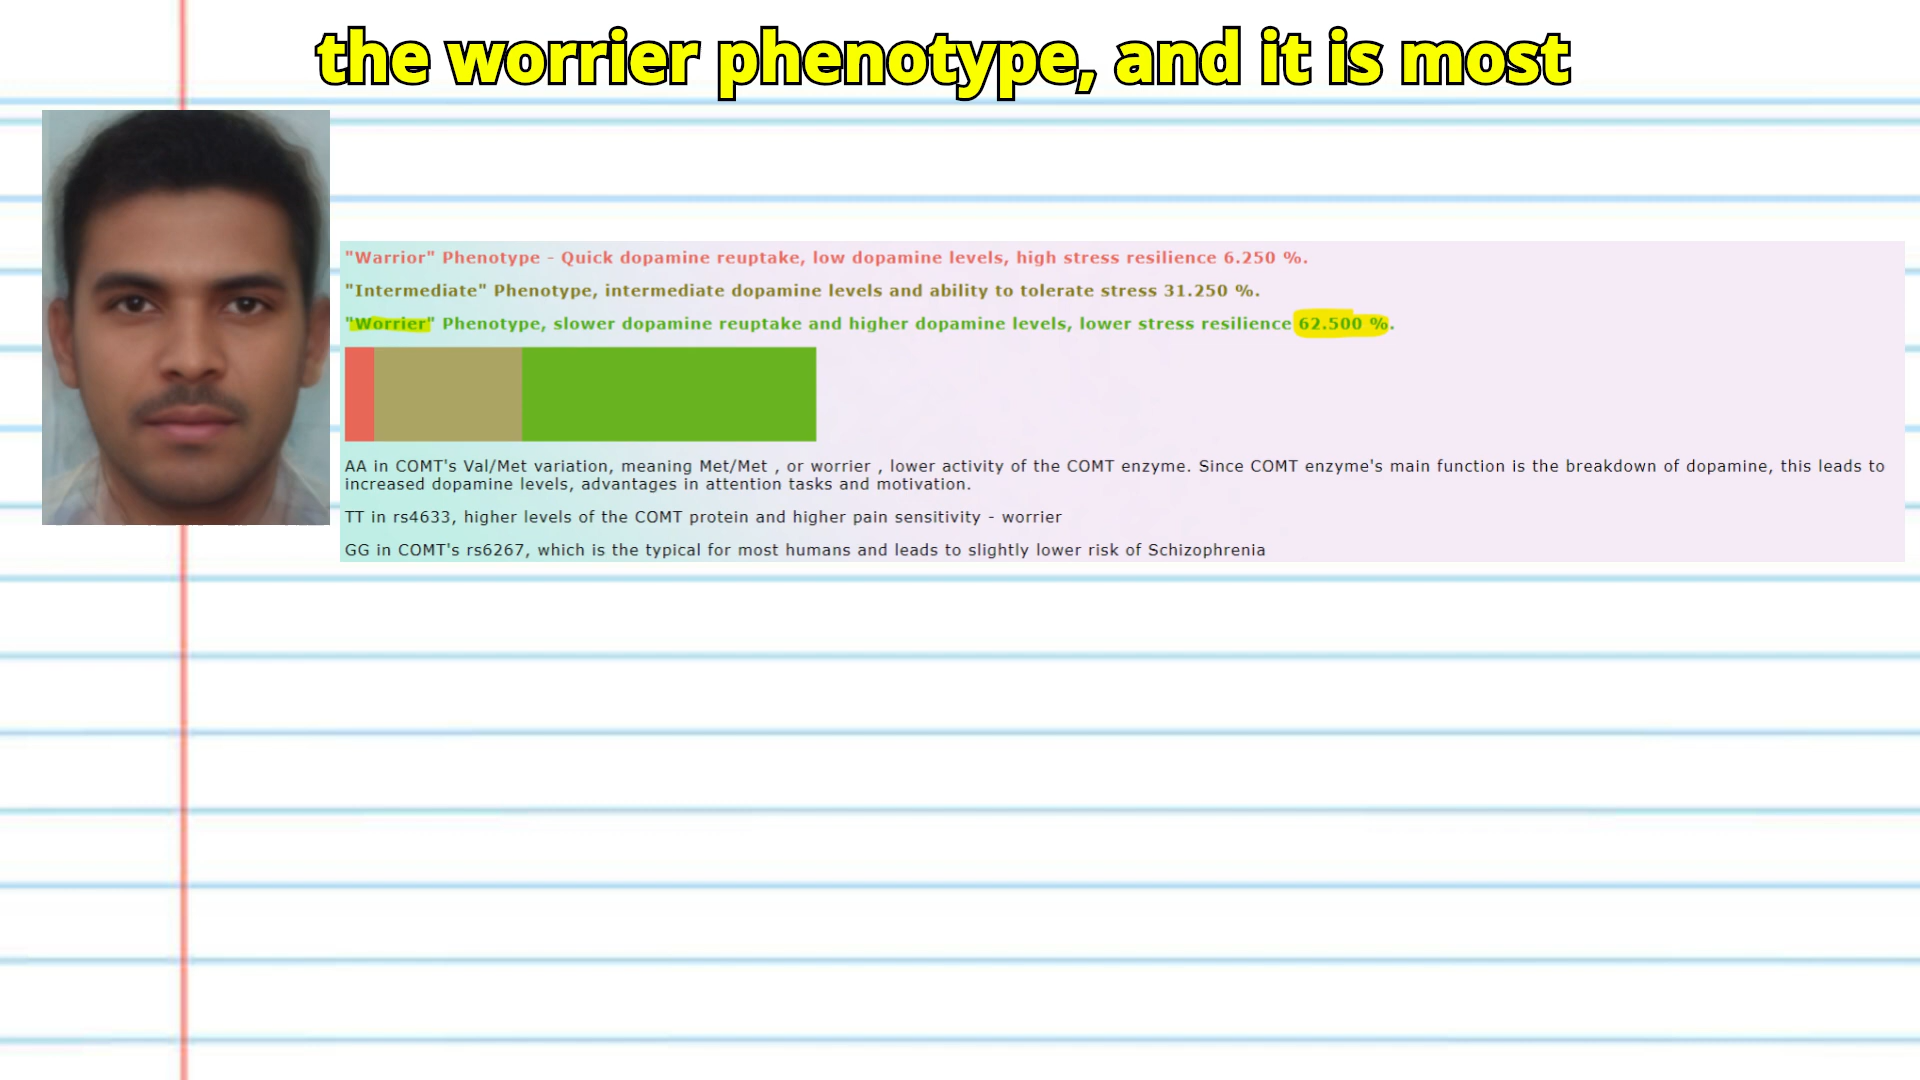 the worrier phenotype, and it is most
"Warrior" Phenotype - Quick dopamine reuptake, low dopamine levels, high stress resilience 6.250 %.
"Intermediate" Phenotype, intermediate dopamine levels and ability to tolerate stress 31.250 %.
"Worrier" Phenotype, slower dopamine reuptake and higher dopamine levels, lower stress resilience 62.500 %.
AA in COMT's Val/Met variation, meaning Met/Met , or worrier , lower activity of the COMT enzyme. Since COMT enzyme's main function is the breakdown of dopamine, this leads to
increased dopamine levels, advantages in attention tasks and motivation.
TT in rs4633, higher levels of the COMT protein and higher pain sensitivity - worrier
GG in COMT's rs6267, which is the typical for most humans and leads to slightly lower risk of Schizophrenia